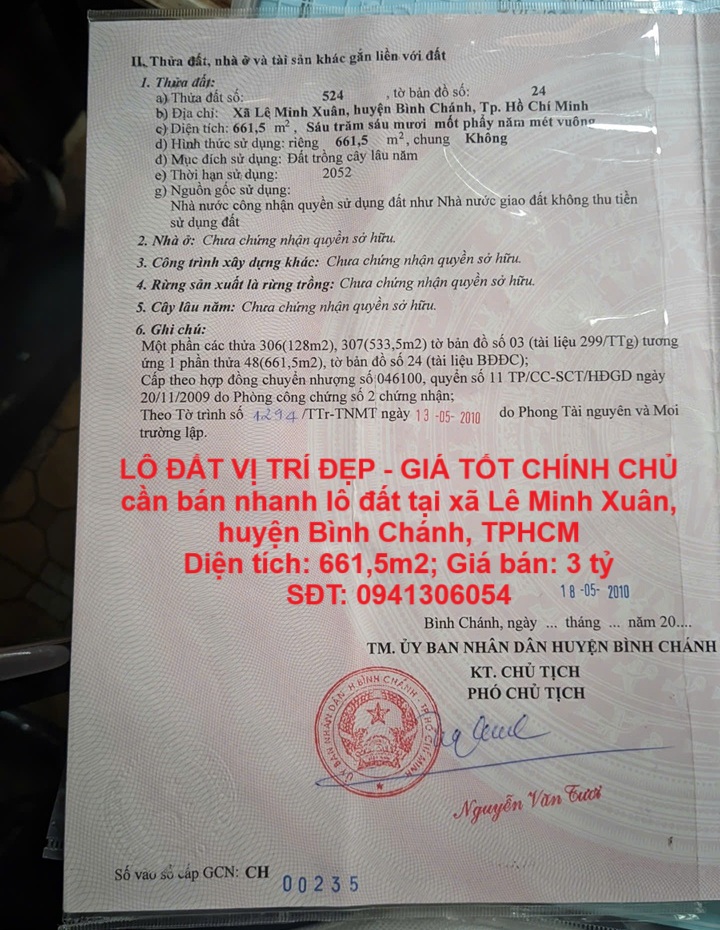 II. Thửa đất, nhà ở và tài sản khác gắn liền với đất
1. Thửa đất:
a) Thửa đất số: 524 , tờ bản đồ số: 24
b) Địa chỉ: Xã Lê Minh Xuân, huyện Bình Chánh, Tp. Hồ Chí Minh
c) Diện tích: 661,5 m², Sáu trăm sáu mươi mốt phẩy năm mét vuông
d) Hình thức sử dụng: riêng 661,5 m², chung Không
đ) Mục đích sử dụng: Đất trồng cây lâu năm
e) Thời hạn sử dụng: 2052
g) Nguồn gốc sử dụng:
Nhà nước công nhận quyền sử dụng đất như Nhà nước giao đất không thu tiền
sử dụng đất
2. Nhà ở: Chưa chứng nhận quyền sở hữu.
3. Công trình xây dựng khác: Chưa chứng nhận quyền sở hữu.
4. Rừng sản xuất là rừng trồng: Chưa chứng nhận quyền sở hữu.
5. Cây lâu năm: Chưa chứng nhận quyền sở hữu.
6. Ghi chú:
Một phần các thửa 306(128m2), 307(533,5m2) tờ bản đồ số 03 (tài liệu 299/TTg) tương
ứng 1 phần thửa 48(661,5m2), tờ bản đồ số 24 (tài liệu BĐĐC);
Cấp theo hợp đồng chuyển nhượng số 046100, quyển số 11 TP/CC-SCT/HĐGD ngày
20/11/2009 do Phòng công chứng số 2 chứng nhận;
Theo Tờ trình số 1294 /TTr-TNMT ngày 13-05-2010 do Phong Tài nguyên và Moi
trường lập.
LÔ ĐẤT VỊ TRÍ ĐẸP - GIÁ TỐT CHÍNH CHỦ
cần bán nhanh lô đất tại xã Lê Minh Xuân,
huyện Bình Chánh, TPHCM
Diện tích: 661,5m2; Giá bán: 3 tỷ
SĐT: 0941306054
18-05-2010
Bình Chánh, ngày ... tháng ... năm 20....
TM. ỦY BAN NHÂN DÂN HUYỆN BÌNH CHÁNH
KT. CHỦ TỊCH
PHÓ CHỦ TỊCH
ỦY BAN NHÂN DÂN H.BÌNH CHÁNH - TP HỒ CHÍ MINH
Nguyễn Văn Tươi
Số vào sổ cấp GCN: CH 00235